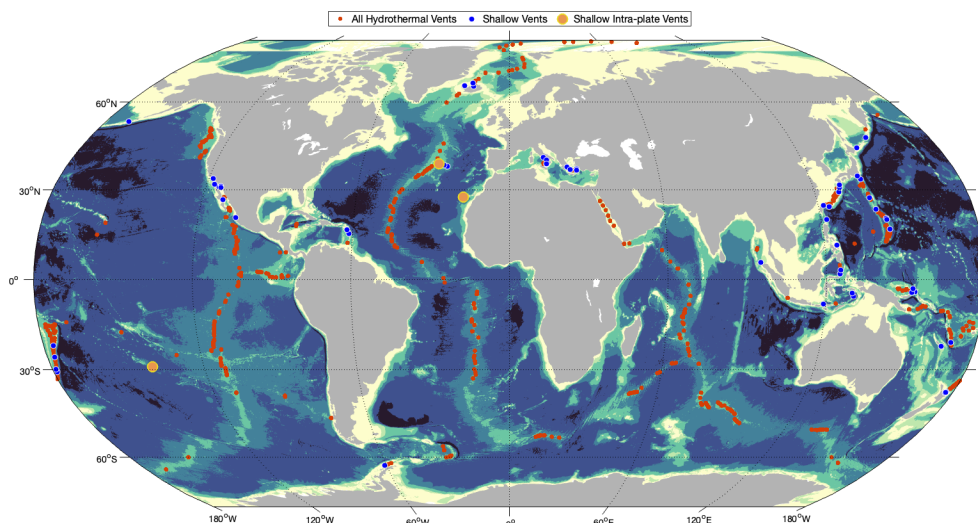 All Hydrothermal Vents Shallow Vents Shallow Intra-plate Vents
60°N
30°N
0°
30°S
60°S
180°W 120°W 60°W 0° 60°E 120°E 180°W